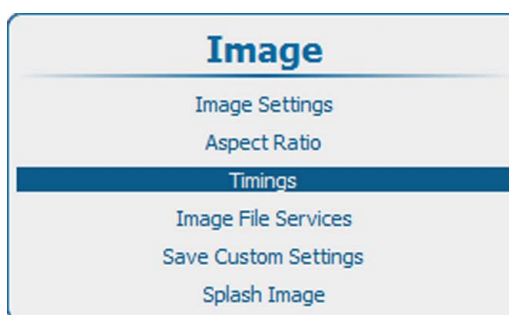 Image
Image Settings
Aspect Ratio
Timings
Image File Services
Save Custom Settings
Splash Image